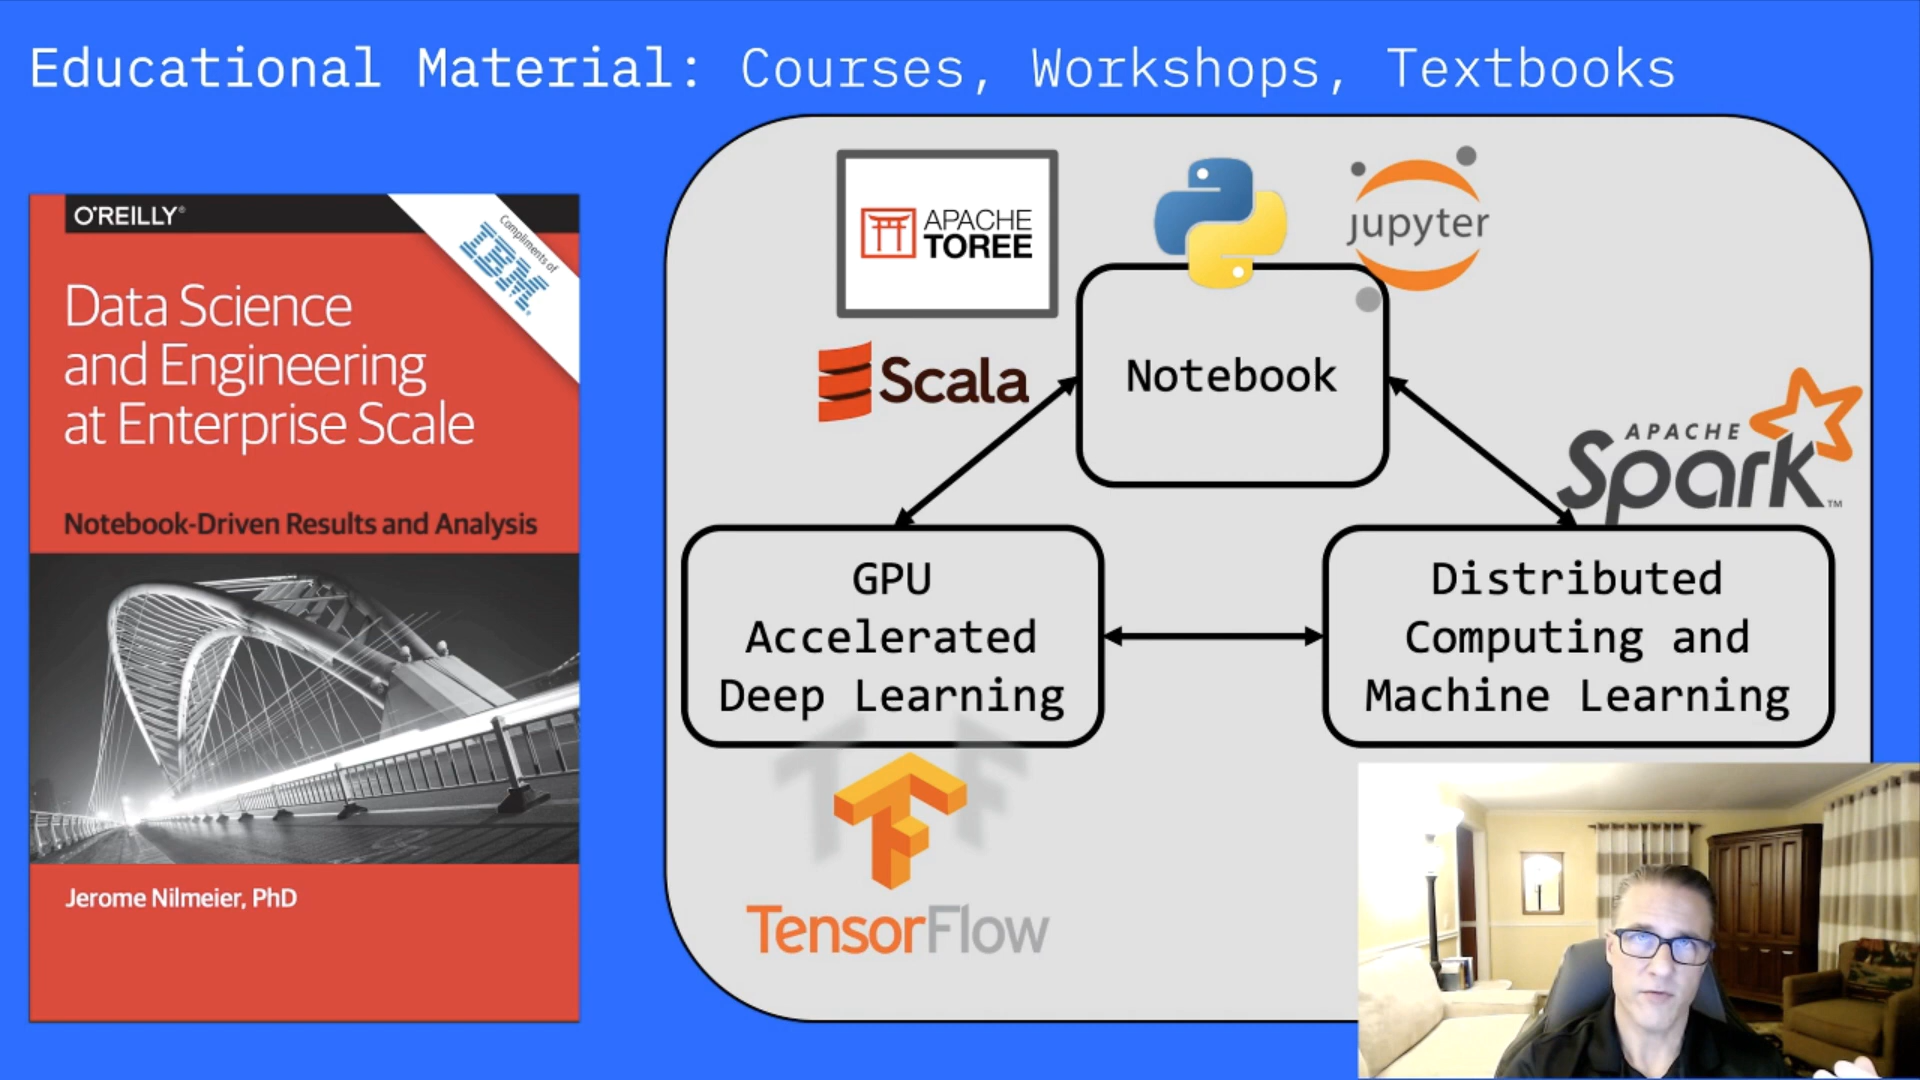 Educational Material: Courses, Workshops, Textbooks
O'REILLY®
Compliments of
IBM®
Data Science
and Engineering
at Enterprise Scale
Notebook-Driven Results and Analysis
Jerome Nilmeier, PhD
APACHE
TOREE
jupyter
Scala
Notebook
APACHE
Spark™
GPU
Accelerated
Deep Learning
Distributed
Computing and
Machine Learning
TensorFlow